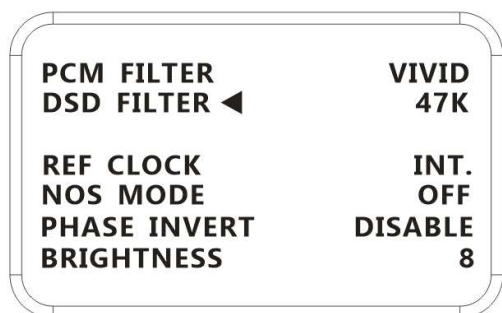 PCM FILTER VIVID
DSD FILTER ◄ 47K
REF CLOCK INT.
NOS MODE OFF
PHASE INVERT DISABLE
BRIGHTNESS 8